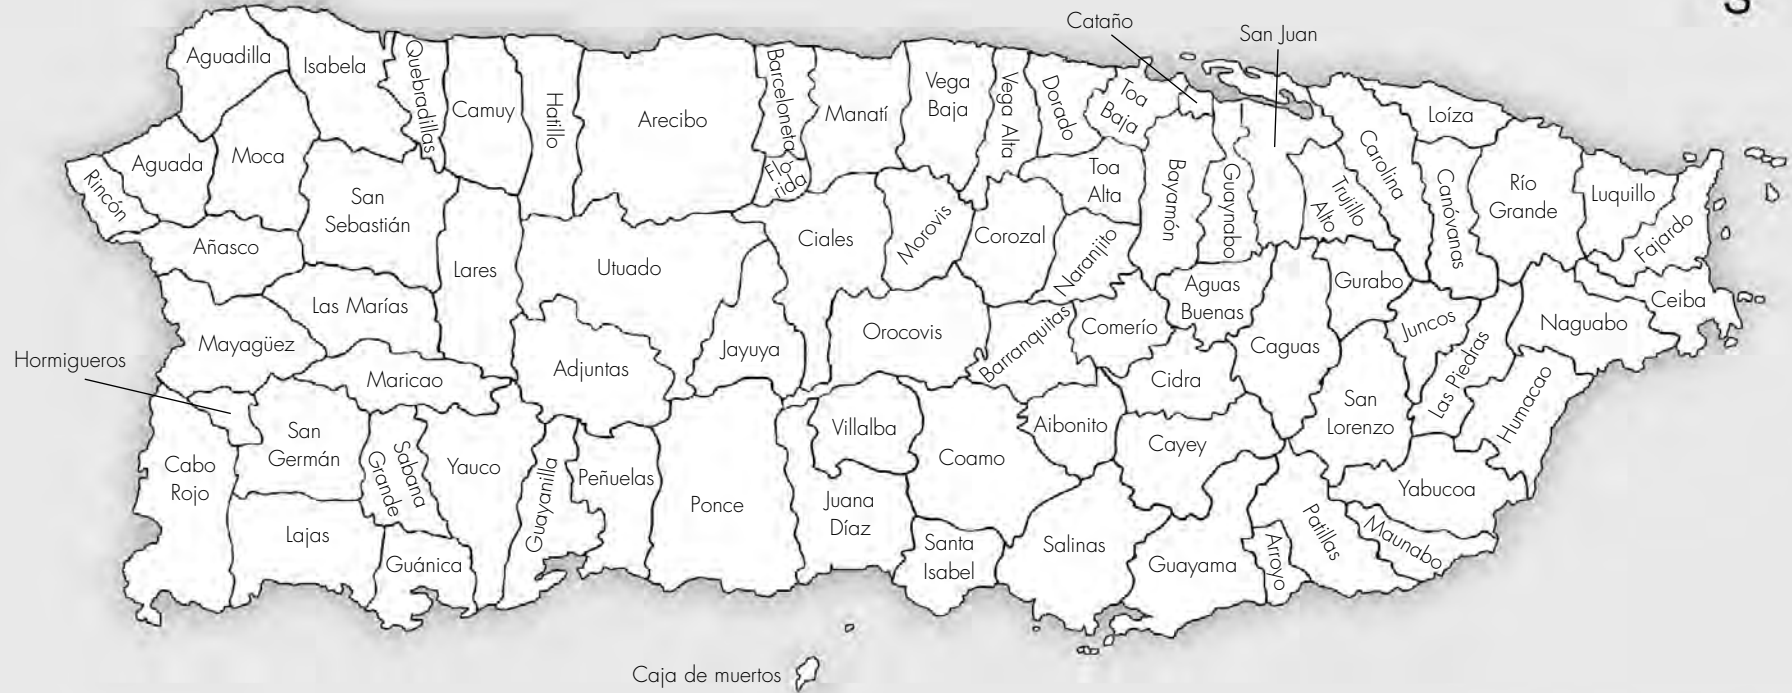 S
Cataño
San Juan
Aguadilla
Isabela
Quebradillas
Camuy
Hatillo
Arecibo
Barceloneta
Manatí
Vega
Baja
Vega Alta
Dorado
Toa
Baja
Loíza
Rincón
Aguada
Moca
San
Sebastián
Flo-
rida
Toa
Alta
Bayamón
Guaynabo
Trujillo
Alto
Carolina
Canóvanas
Río
Grande
Luquillo
Fajardo
Añasco
Lares
Utuado
Ciales
Morovis
Corozal
Naranjito
Aguas
Buenas
Gurabo
Ceiba
Las Marías
Mayagüez
Hormigueros
Maricao
Adjuntas
Jayuya
Orocovis
Barranquitas
Comerío
Cidra
Caguas
Juncos
Las Piedras
Naguabo
Humacao
Cabo
Rojo
San
Germán
Sabana
Grande
Yauco
Guayanilla
Peñuelas
Ponce
Villalba
Juana
Díaz
Coamo
Aibonito
Cayey
San
Lorenzo
Yabucoa
Lajas
Guánica
Santa
Isabel
Salinas
Guayama
Arroyo
Patillas
Maunabo
Caja de muertos